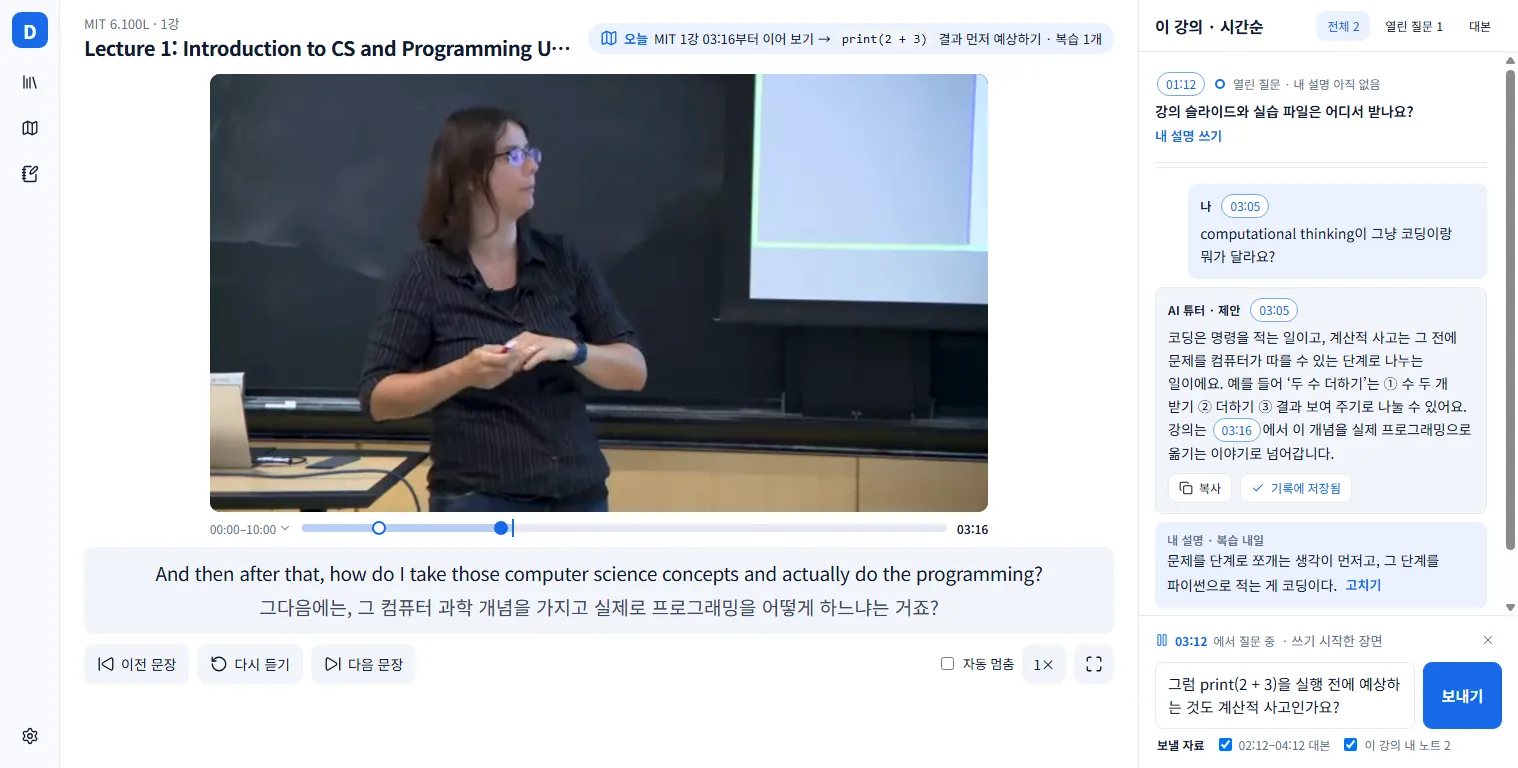 D
MIT 6.100L · 1강
Lecture 1: Introduction to CS and Programming U···
오늘 MIT 1강 03:16부터 이어 보기 → print(2 + 3) 결과 먼저 예상하기 · 복습 1개
00:00–10:00
03:16
And then after that, how do I take those computer science concepts and actually do the programming?
그다음에는, 그 컴퓨터 과학 개념을 가지고 실제로 프로그래밍을 어떻게 하느냐는 거죠?
이전 문장 다시 듣기 다음 문장 자동 멈춤 1×
이 강의 · 시간순 전체 2 열린 질문 1 대본
01:12 열린 질문 · 내 설명 아직 없음
강의 슬라이드와 실습 파일은 어디서 받나요?
내 설명 쓰기
나 03:05
computational thinking이 그냥 코딩이랑
뭐가 달라요?
AI 튜터 · 제안 03:05
코딩은 명령을 적는 일이고, 계산적 사고는 그 전에
문제를 컴퓨터가 따를 수 있는 단계로 나누는
일이에요. 예를 들어 ‘두 수 더하기’는 ① 수 두 개
받기 ② 더하기 ③ 결과 보여 주기로 나눌 수 있어요.
강의는 03:16에서 이 개념을 실제 프로그래밍으로
옮기는 이야기로 넘어갑니다.
복사 기록에 저장됨
내 설명 · 복습 내일
문제를 단계로 쪼개는 생각이 먼저고, 그 단계를
파이썬으로 적는 게 코딩이다. 고치기
03:12 에서 질문 중 · 쓰기 시작한 장면
그럼 print(2 + 3)을 실행 전에 예상하
는 것도 계산적 사고인가요?
보내기
보낼 자료 02:12–04:12 대본 이 강의 내 노트 2